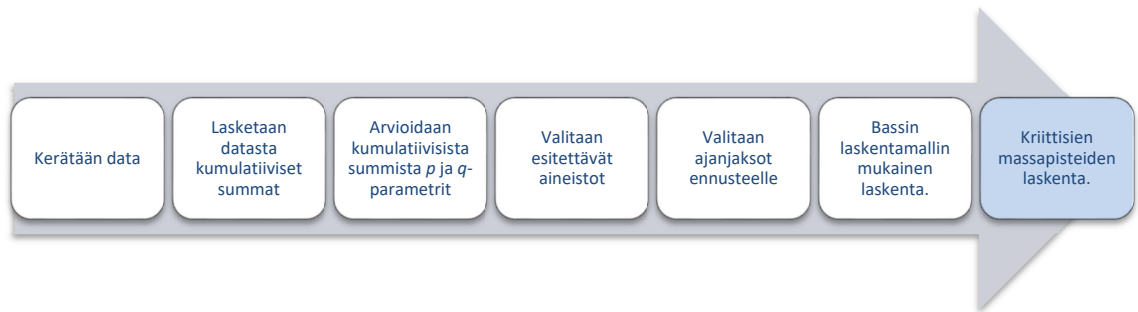 Kerätään data
Lasketaan
datasta
kumulatiiviset
summat
Arvioidaan
kumulatiivisista
summista p ja q-
parametrit
Valitaan
esitettävät
aineistot
Valitaan
ajanjaksot
ennusteelle
Bassin
laskentamallin
mukainen
laskenta.
Kriittisien
massapisteiden
laskenta.